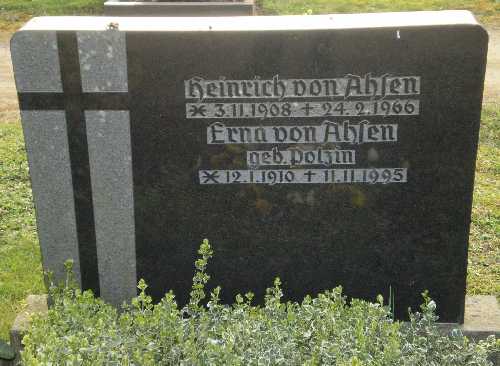 Heinrich von Ahsen
* 3.11.1908 + 24.2.1966
Erna von Ahsen
geb. Polzin
* 12.1.1910 + 11.11.1995